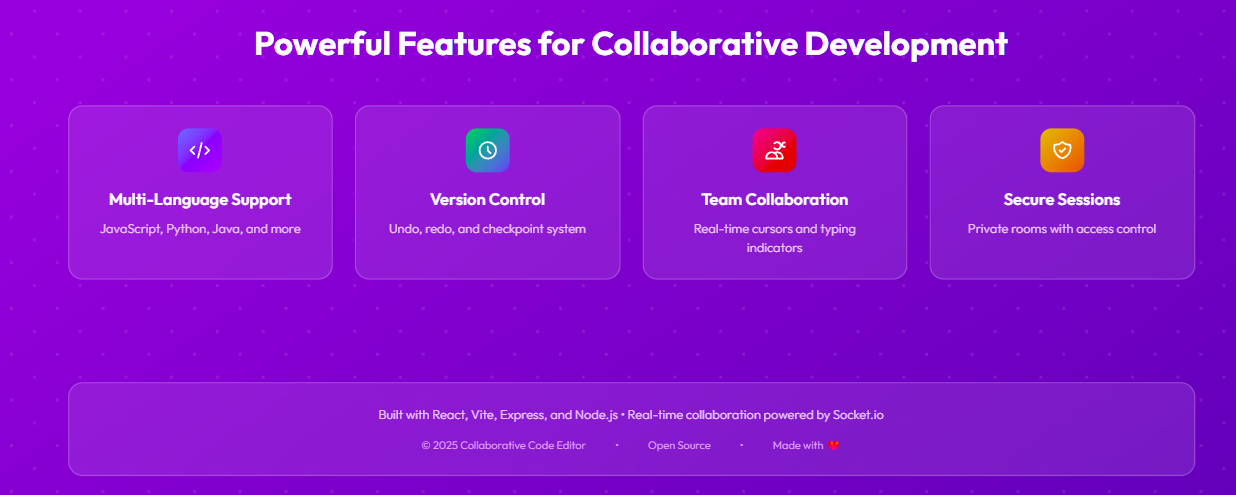 Powerful Features for Collaborative Development
Multi-Language Support
JavaScript, Python, Java, and more
Version Control
Undo, redo, and checkpoint system
Team Collaboration
Real-time cursors and typing
indicators
Secure Sessions
Private rooms with access control
Built with React, Vite, Express, and Node.js • Real-time collaboration powered by Socket.io
© 2025 Collaborative Code Editor • Open Source • Made with ❤️